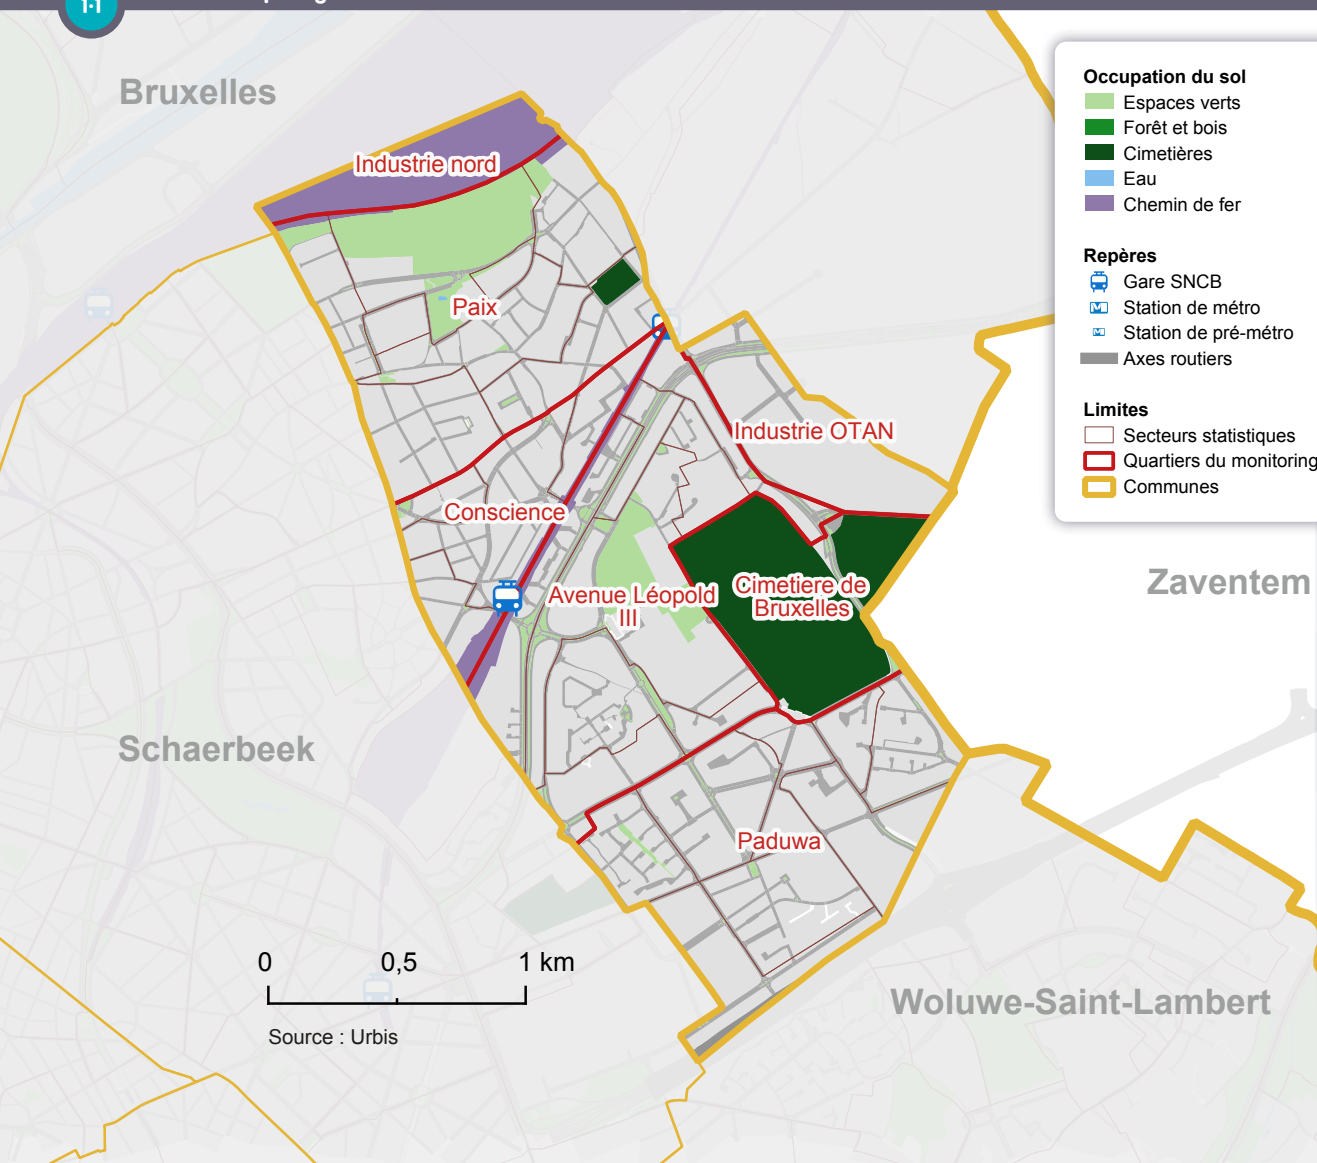 1·1
Bruxelles
Industrie nord
Paix
Industrie OTAN
Conscience
Avenue Léopold
III
Cimetiere de
Bruxelles
Zaventem
Schaerbeek
Paduwa
Woluwe-Saint-Lambert
Occupation du sol
Espaces verts
Forêt et bois
Cimetières
Eau
Chemin de fer
Repères
Gare SNCB
M Station de métro
M Station de pré-métro
Axes routiers
Limites
Secteurs statistiques
Quartiers du monitoring
Communes
0 0,5 1 km
Source : Urbis